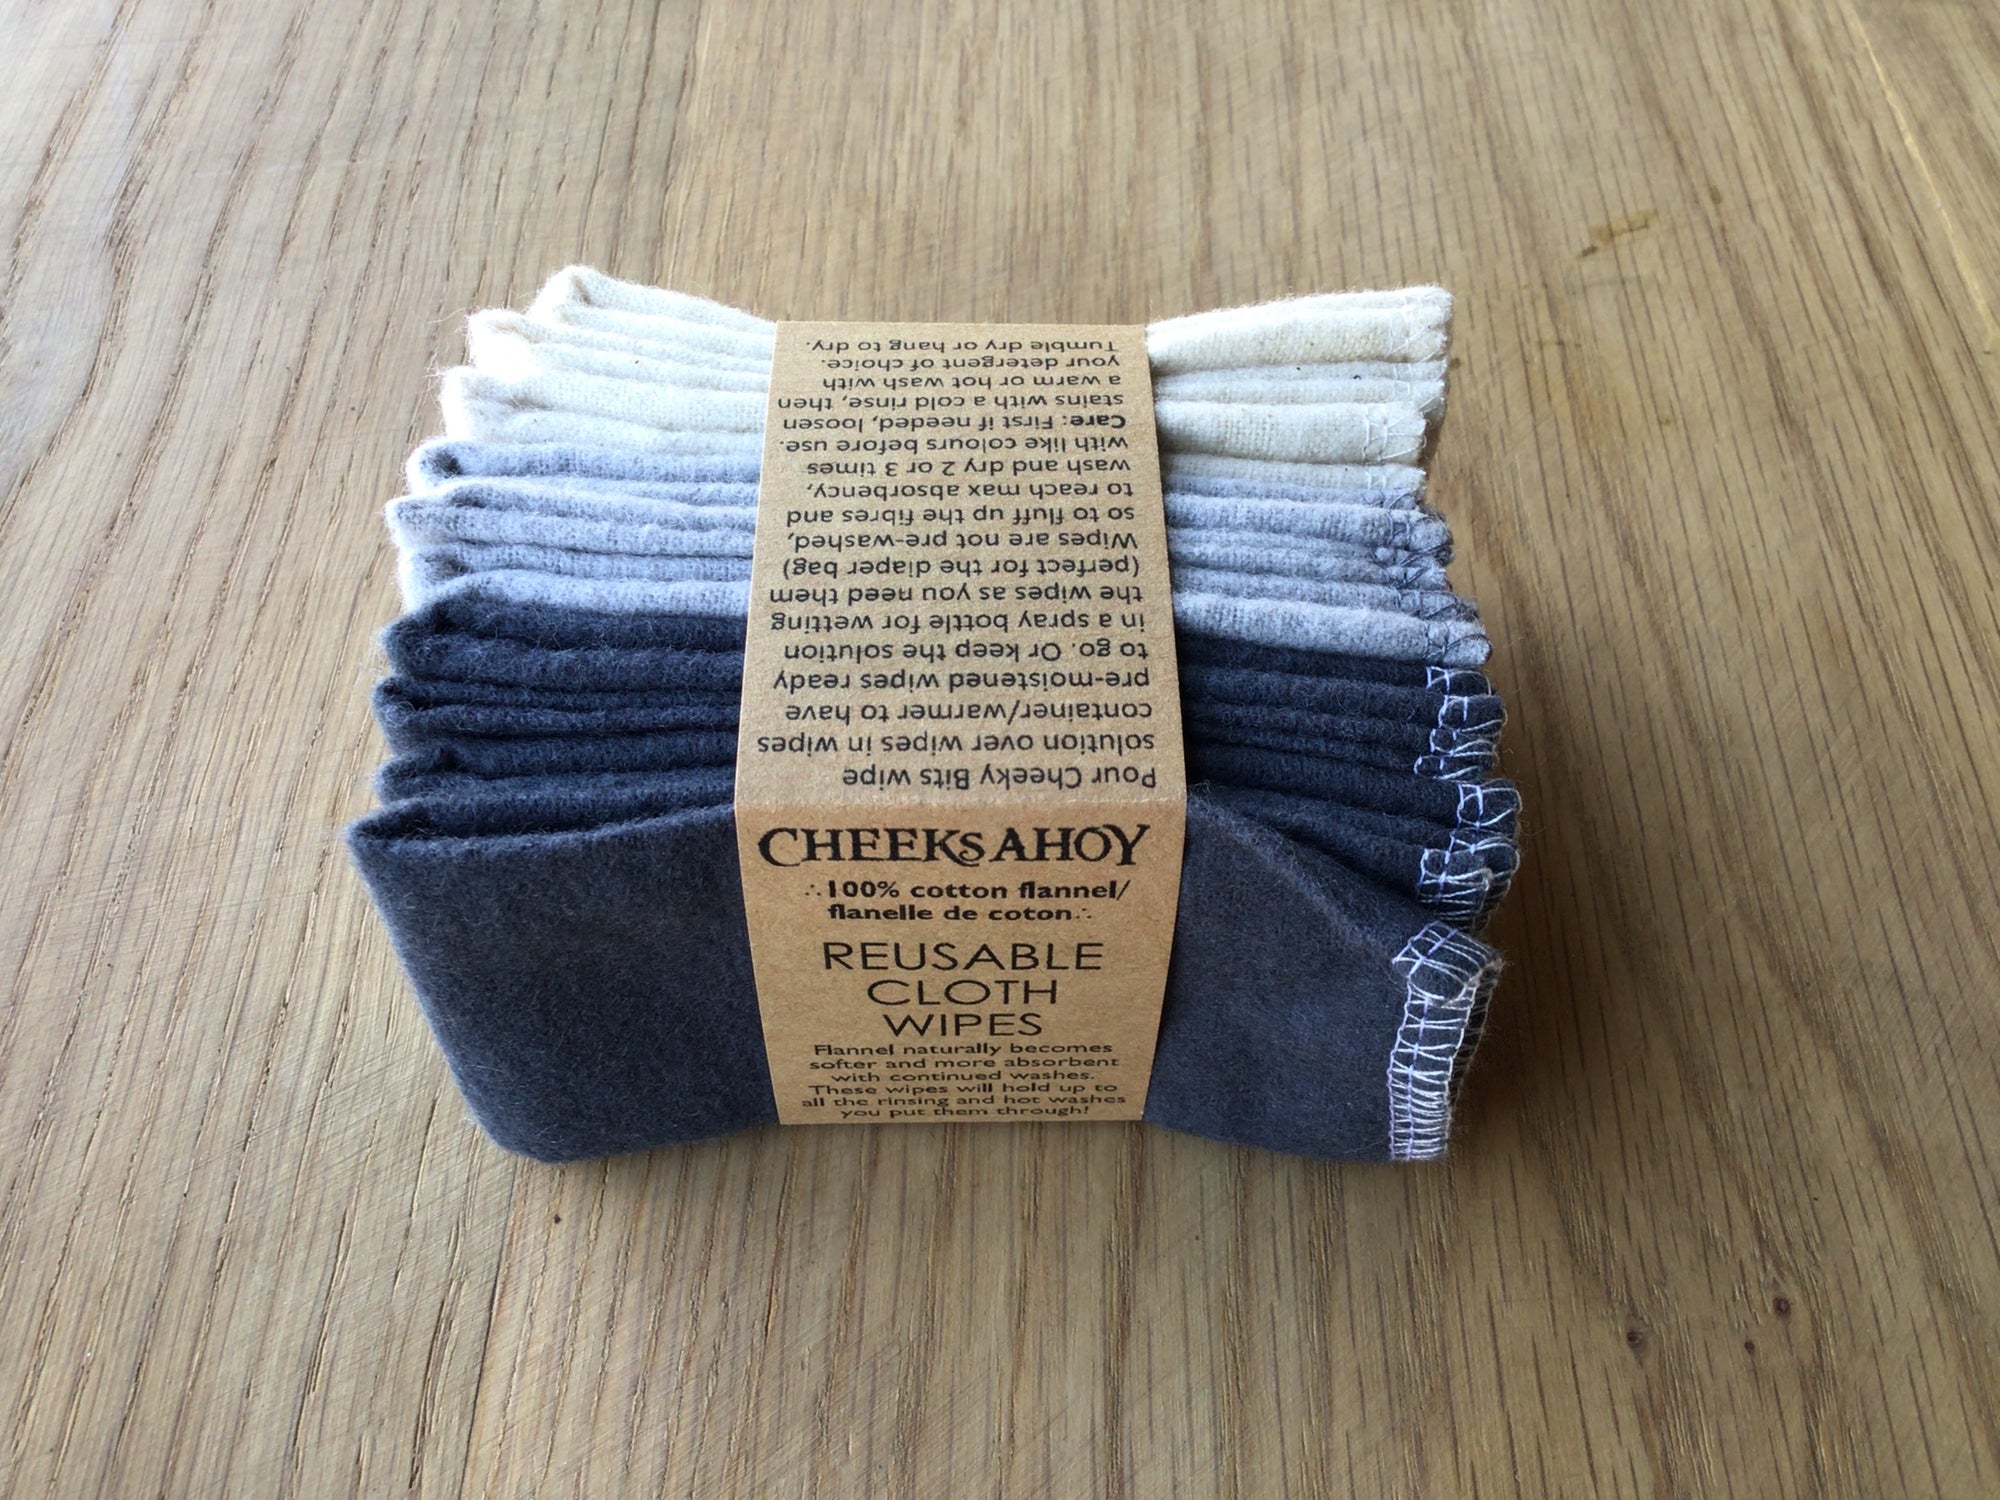 Pour Cheeky Bits wipe
solution over wipes in wipes
container/warmer to have
pre-moistened wipes ready
to go. Or keep the solution
in a spray bottle for wetting
the wipes as you need them
(perfect for the diaper bag)
Wipes are not pre-washed,
so to fluff up the fibres and
to reach max absorbency,
wash and dry 2 or 3 times
with like colours before use.
Care: First if needed, loosen
stains with a cold rinse, then
a warm or hot wash with
your detergent of choice.
Tumble dry or hang to dry.
CHEEKS AHOY
∴100% cotton flannel/
flanelle de coton∴
REUSABLE
CLOTH
WIPES
Flannel naturally becomes
softer and more absorbent
with continued washes.
These wipes will hold up to
all the rinsing and hot washes
you put them through!